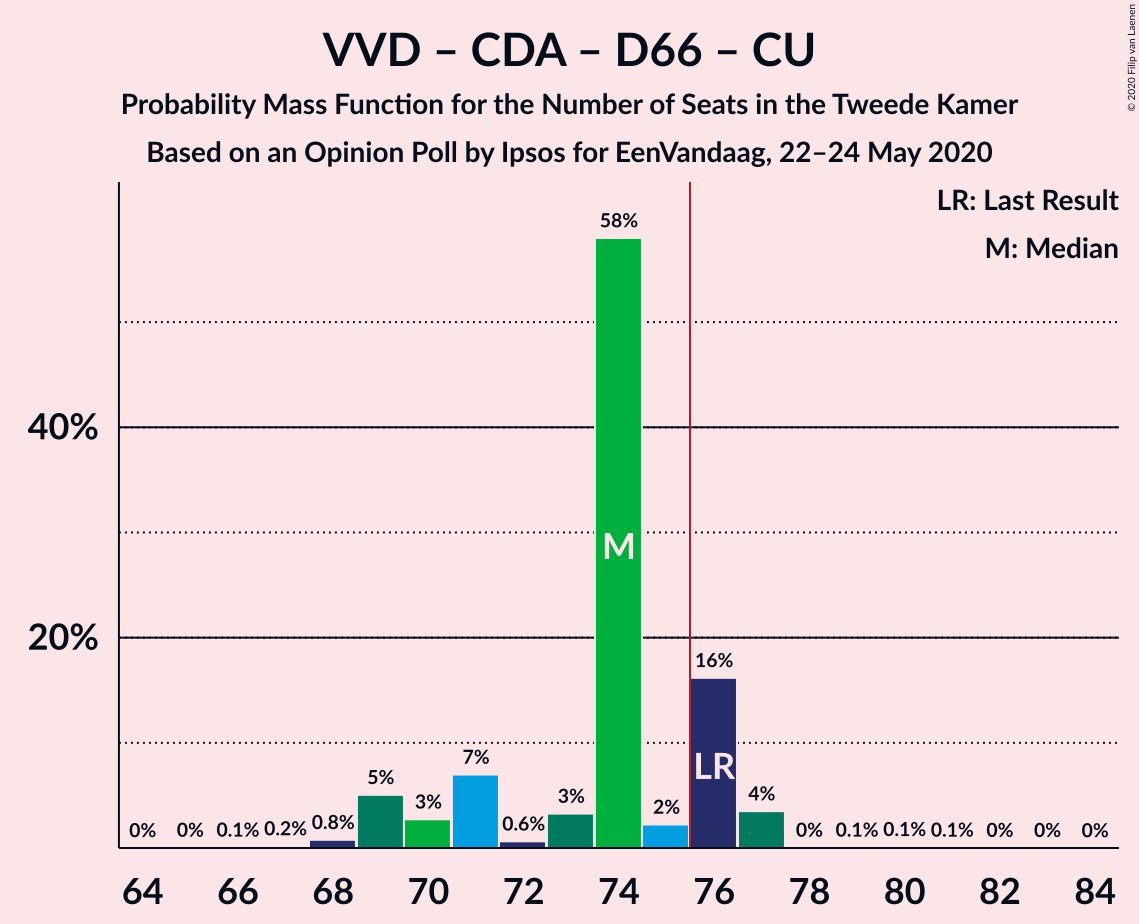 VVD – CDA – D66 – CU
Probability Mass Function for the Number of Seats in the Tweede Kamer
Based on an Opinion Poll by Ipsos for EenVandaag, 22–24 May 2020
© 2020 Filip van Laenen
LR: Last Result
M: Median
58%
40%
M
20%
16%
LR
7%
5%
3%
3%
2%
4%
0%
0%
0.1%
0.2%
0.8%
0.6%
0%
0.1%
0.1%
0.1%
0%
0%
0%
64 66 68 70 72 74 76 78 80 82 84